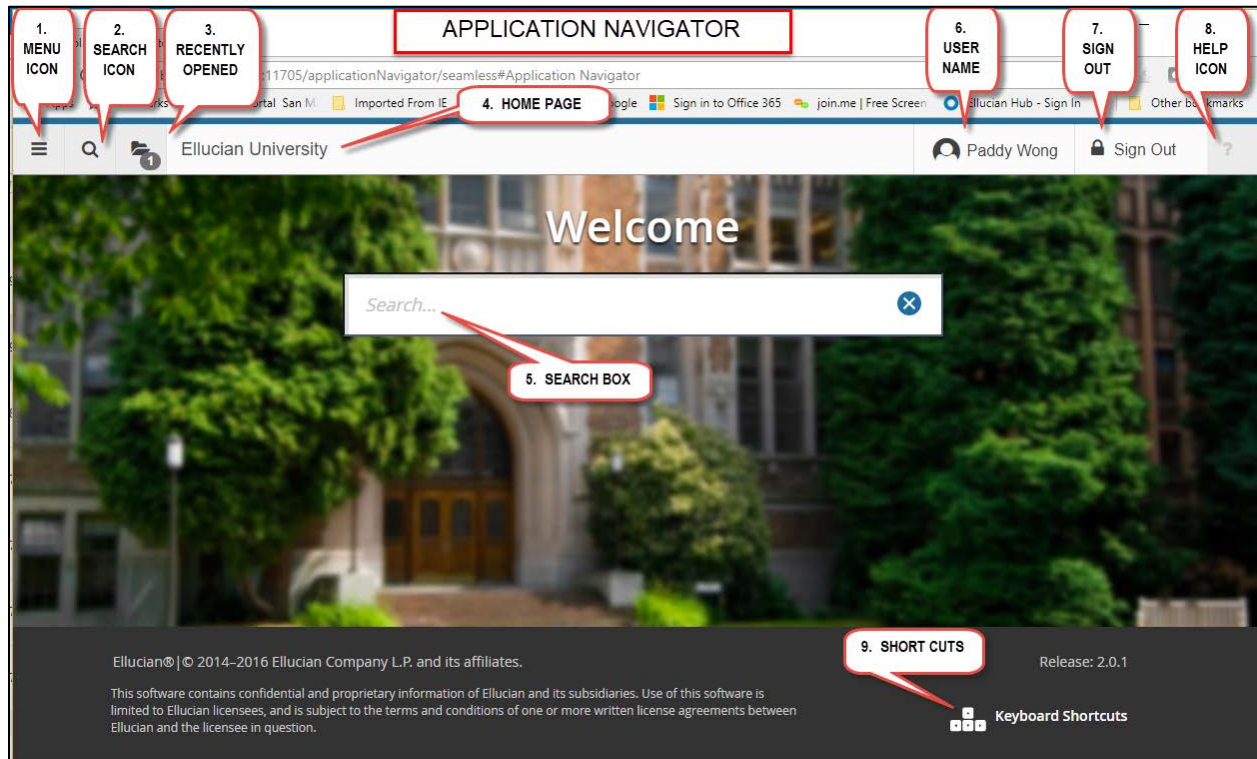 APPLICATION NAVIGATOR
1.
MENU
ICON
2.
SEARCH
ICON
3.
RECENTLY
OPENED
6.
USER
NAME
7.
SIGN
OUT
8.
HELP
ICON
:11705/applicationNavigator/seamless#Application Navigator
Imported From IE
4. HOME PAGE
Sign in to Office 365
join.me | Free Screen
Ellucian Hub - Sign In
Other bookmarks
1
Ellucian University
Paddy Wong
Sign Out
?
Welcome
Search...
5. SEARCH BOX
Ellucian®|© 2014–2016 Ellucian Company L.P. and its affiliates.
9. SHORT CUTS
Release: 2.0.1
This software contains confidential and proprietary information of Ellucian and its subsidiaries. Use of this software is
limited to Ellucian licensees, and is subject to the terms and conditions of one or more written license agreements between
Ellucian and the licensee in question.
Keyboard Shortcuts